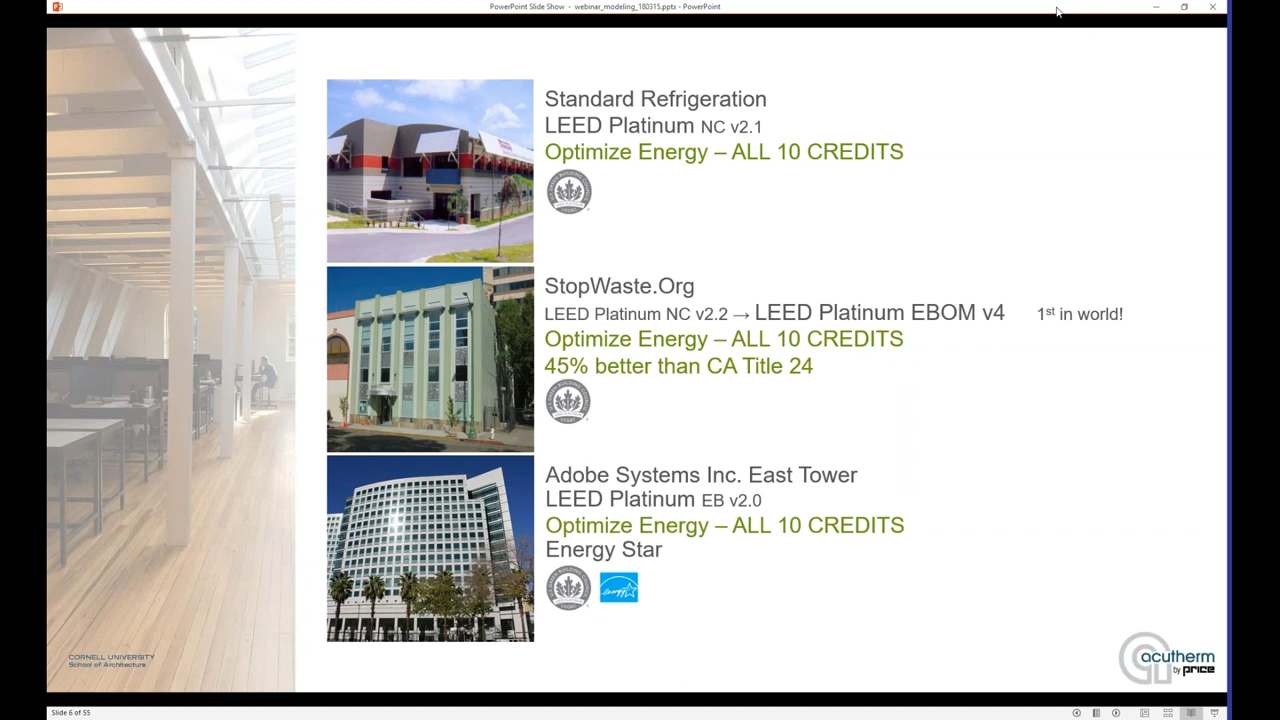 PowerPoint Slide Show - webinar_modeling_180315.pptx - PowerPoint
Standard Refrigeration
LEED Platinum NC v2.1
Optimize Energy – ALL 10 CREDITS
StopWaste.Org
LEED Platinum NC v2.2 → LEED Platinum EBOM v4 1st in world!
Optimize Energy – ALL 10 CREDITS
45% better than CA Title 24
Adobe Systems Inc. East Tower
LEED Platinum EB v2.0
Optimize Energy – ALL 10 CREDITS
Energy Star
energy
CORNELL UNIVERSITY
School of Architecture
acutherm
by price
Slide 6 of 55